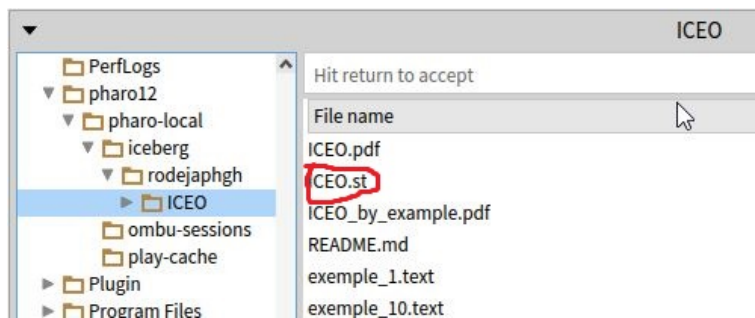 ICEO
PerfLogs
pharo12
pharo-local
iceberg
rodejaphgh
ICEO
ombu-sessions
play-cache
Plugin
Program Files
Hit return to accept
File name
ICEO.pdf
ICEO.st
ICEO_by_example.pdf
README.md
exemple_1.text
exemple_10.text